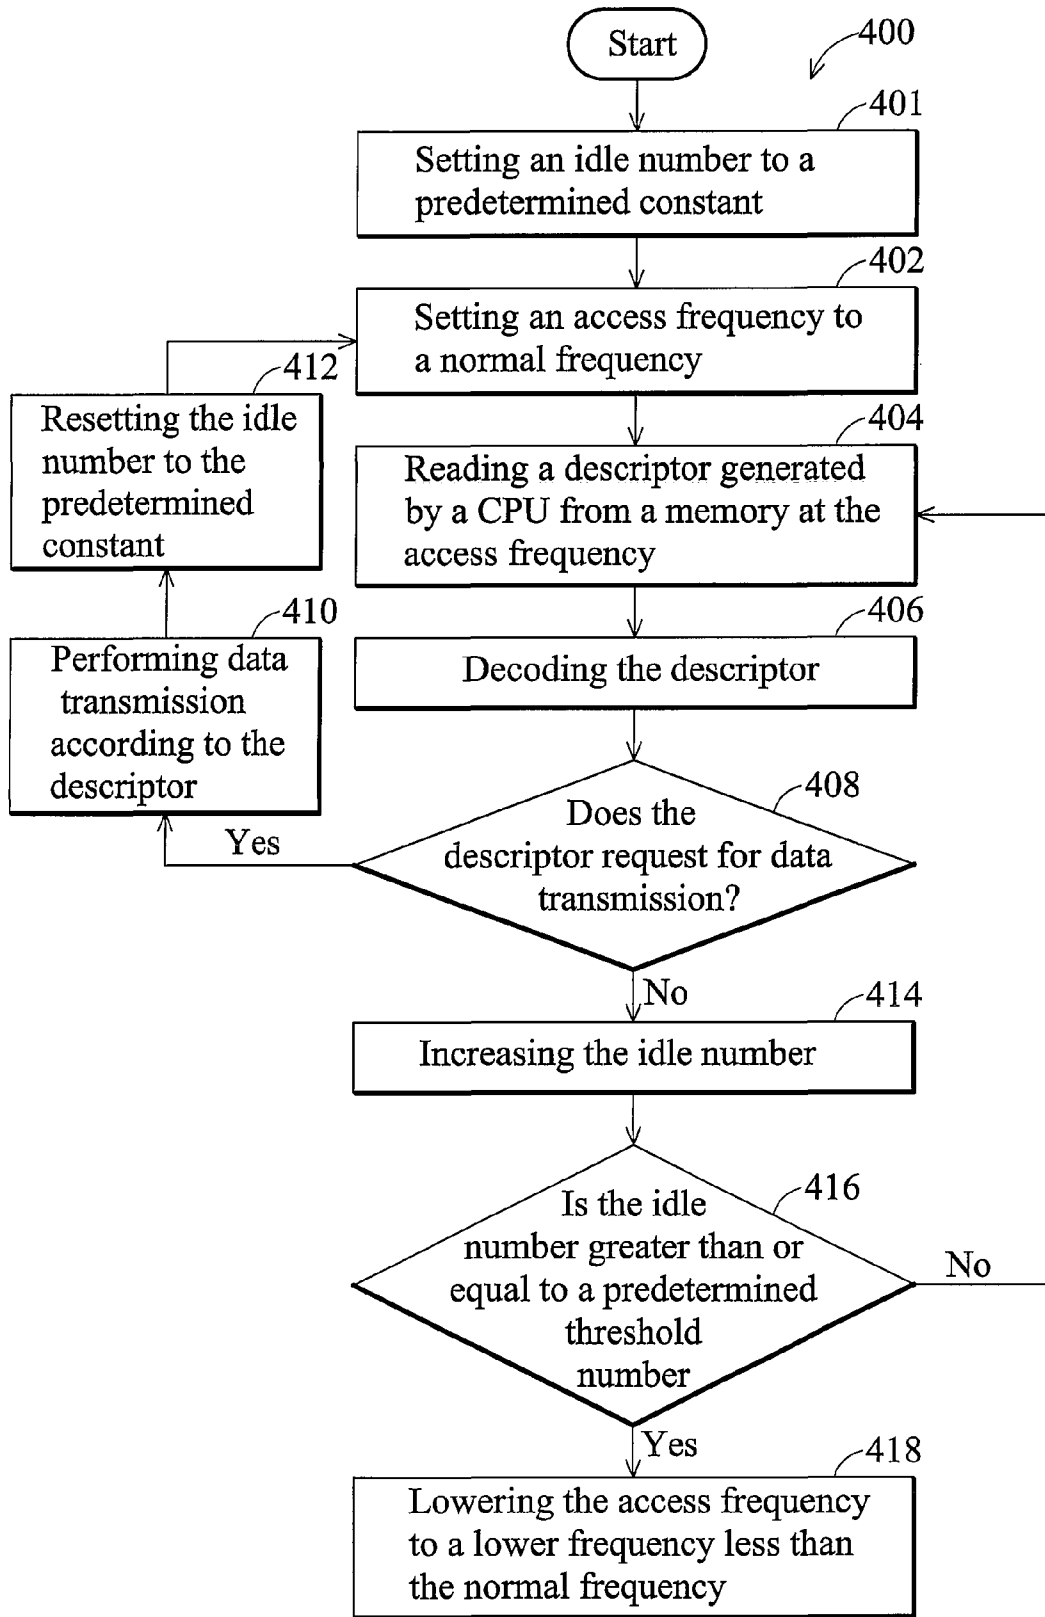 Start
400
401
Setting an idle number to a
predetermined constant
402
Setting an access frequency to
a normal frequency
412
Resetting the idle
number to the
predetermined
constant
404
Reading a descriptor generated
by a CPU from a memory at the
access frequency
406
Decoding the descriptor
410
Performing data
transmission
according to the
descriptor
408
Does the
descriptor request for data
transmission?
Yes
No
414
Increasing the idle number
416
Is the idle
number greater than or
equal to a predetermined
threshold
number
No
Yes
418
Lowering the access frequency
to a lower frequency less than
the normal frequency